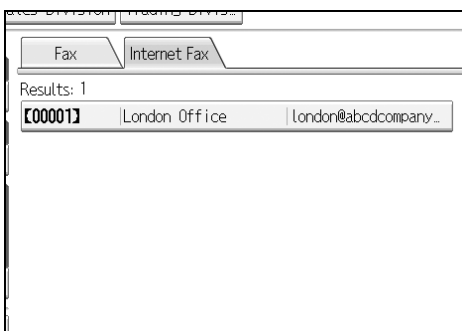 Fax Internet Fax
Results: 1
【00001】 London Office london@abcdcompany...